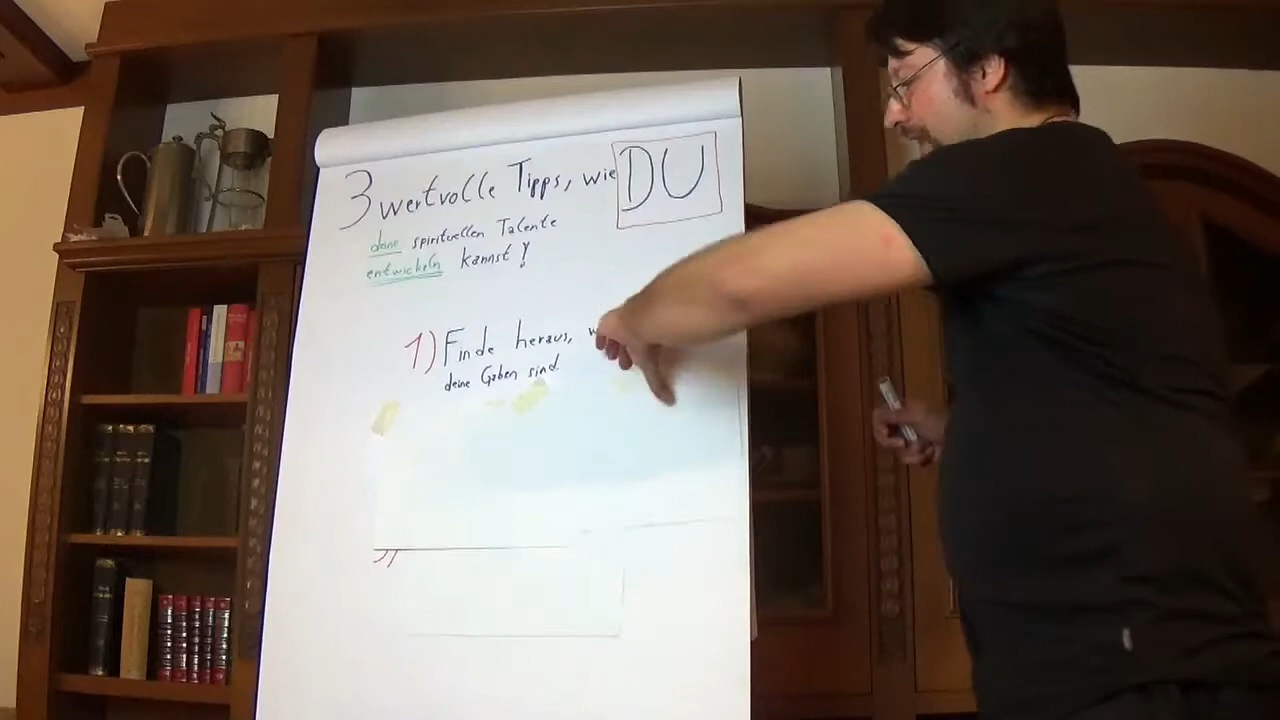 3 wertvolle Tipps, wie DU
deine spirituellen Talente
entwickeln kannst!
1) Finde heraus,
deine Gaben sind.